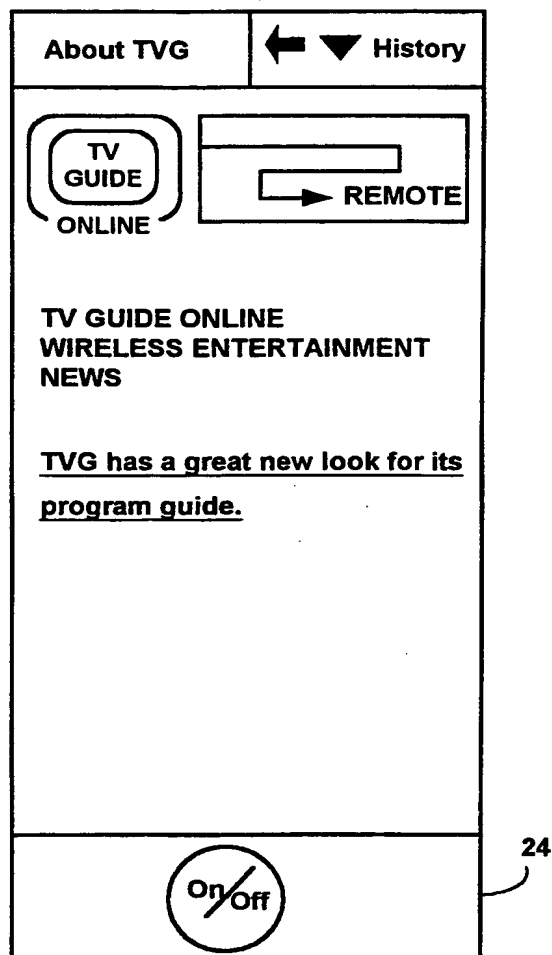 About TVG
History
TV
GUIDE
ONLINE
REMOTE
TV GUIDE ONLINE
WIRELESS ENTERTAINMENT
NEWS
TVG has a great new look for its
program guide.
24
On/Off